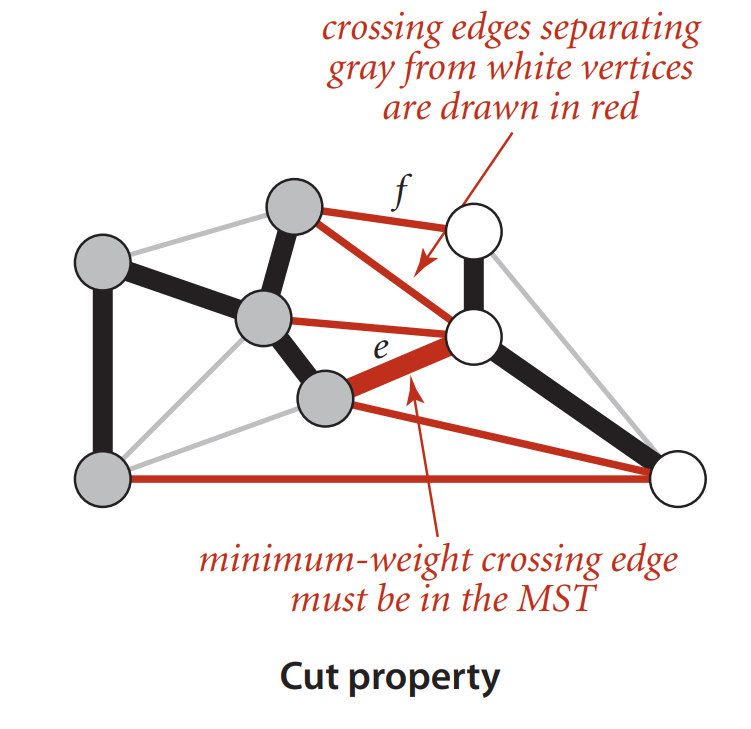 crossing edges separating
gray from white vertices
are drawn in red
f
e
minimum-weight crossing edge
must be in the MST
Cut property